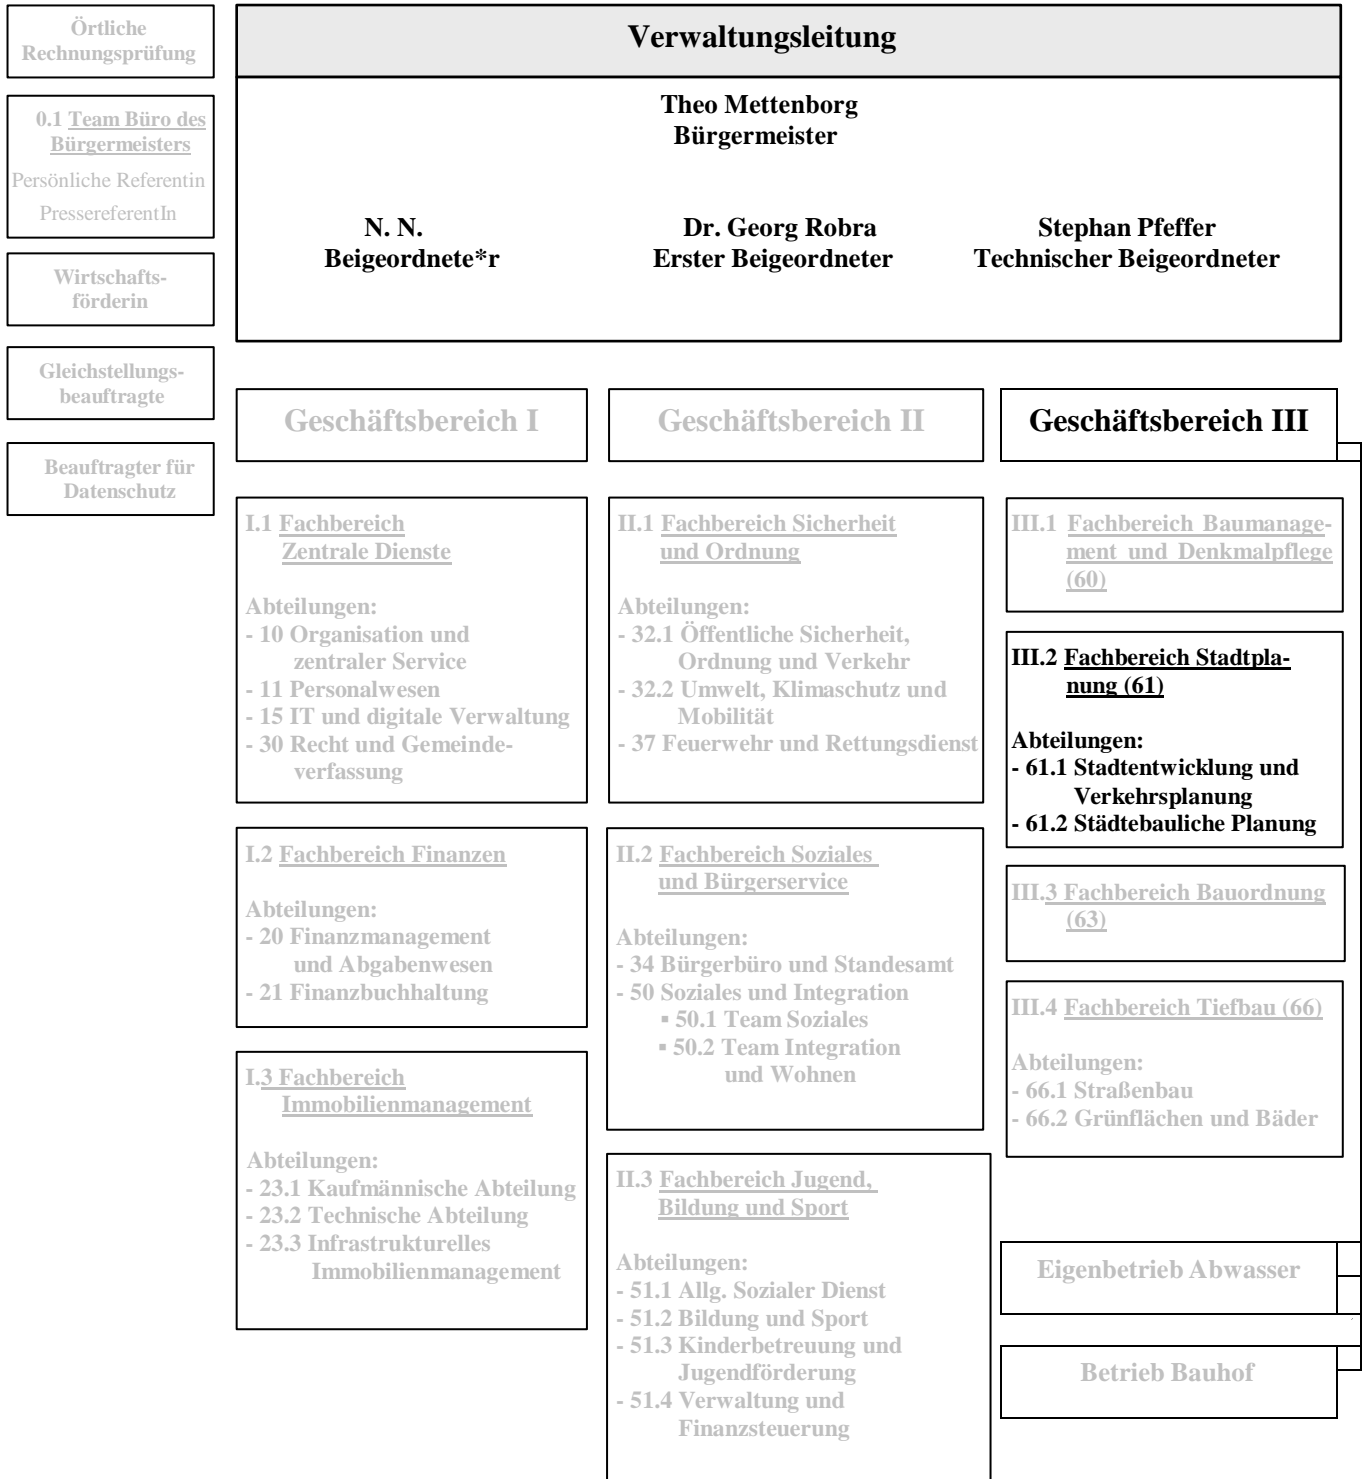 Örtliche
Rechnungsprüfung
0.1 Team Büro des
Bürgermeisters
Persönliche Referentin
PressereferentIn
Wirtschafts-
förderin
Gleichstellungs-
beauftragte
Beauftragter für
Datenschutz
Verwaltungsleitung
Theo Mettenborg
Bürgermeister
N. N.
Beigeordnete*r
Dr. Georg Robra
Erster Beigeordneter
Stephan Pfeffer
Technischer Beigeordneter
Geschäftsbereich I
I.1 Fachbereich
Zentrale Dienste
Abteilungen:
- 10 Organisation und
zentraler Service
- 11 Personalwesen
- 15 IT und digitale Verwaltung
- 30 Recht und Gemeinde-
verfassung
I.2 Fachbereich Finanzen
Abteilungen:
- 20 Finanzmanagement
und Abgabenwesen
- 21 Finanzbuchhaltung
I.3 Fachbereich
Immobilienmanagement
Abteilungen:
- 23.1 Kaufmännische Abteilung
- 23.2 Technische Abteilung
- 23.3 Infrastrukturelles
Immobilienmanagement
Geschäftsbereich II
II.1 Fachbereich Sicherheit
und Ordnung
Abteilungen:
- 32.1 Öffentliche Sicherheit,
Ordnung und Verkehr
- 32.2 Umwelt, Klimaschutz und
Mobilität
- 37 Feuerwehr und Rettungsdienst
II.2 Fachbereich Soziales
und Bürgerservice
Abteilungen:
- 34 Bürgerbüro und Standesamt
- 50 Soziales und Integration
▪ 50.1 Team Soziales
▪ 50.2 Team Integration
und Wohnen
II.3 Fachbereich Jugend,
Bildung und Sport
Abteilungen:
- 51.1 Allg. Sozialer Dienst
- 51.2 Bildung und Sport
- 51.3 Kinderbetreuung und
Jugendförderung
- 51.4 Verwaltung und
Finanzsteuerung
Geschäftsbereich III
III.1 Fachbereich Baumanage-
ment und Denkmalpflege
(60)
III.2 Fachbereich Stadtpla-
nung (61)
Abteilungen:
- 61.1 Stadtentwicklung und
Verkehrsplanung
- 61.2 Städtebauliche Planung
III.3 Fachbereich Bauordnung
(63)
III.4 Fachbereich Tiefbau (66)
Abteilungen:
- 66.1 Straßenbau
- 66.2 Grünflächen und Bäder
Eigenbetrieb Abwasser
Betrieb Bauhof